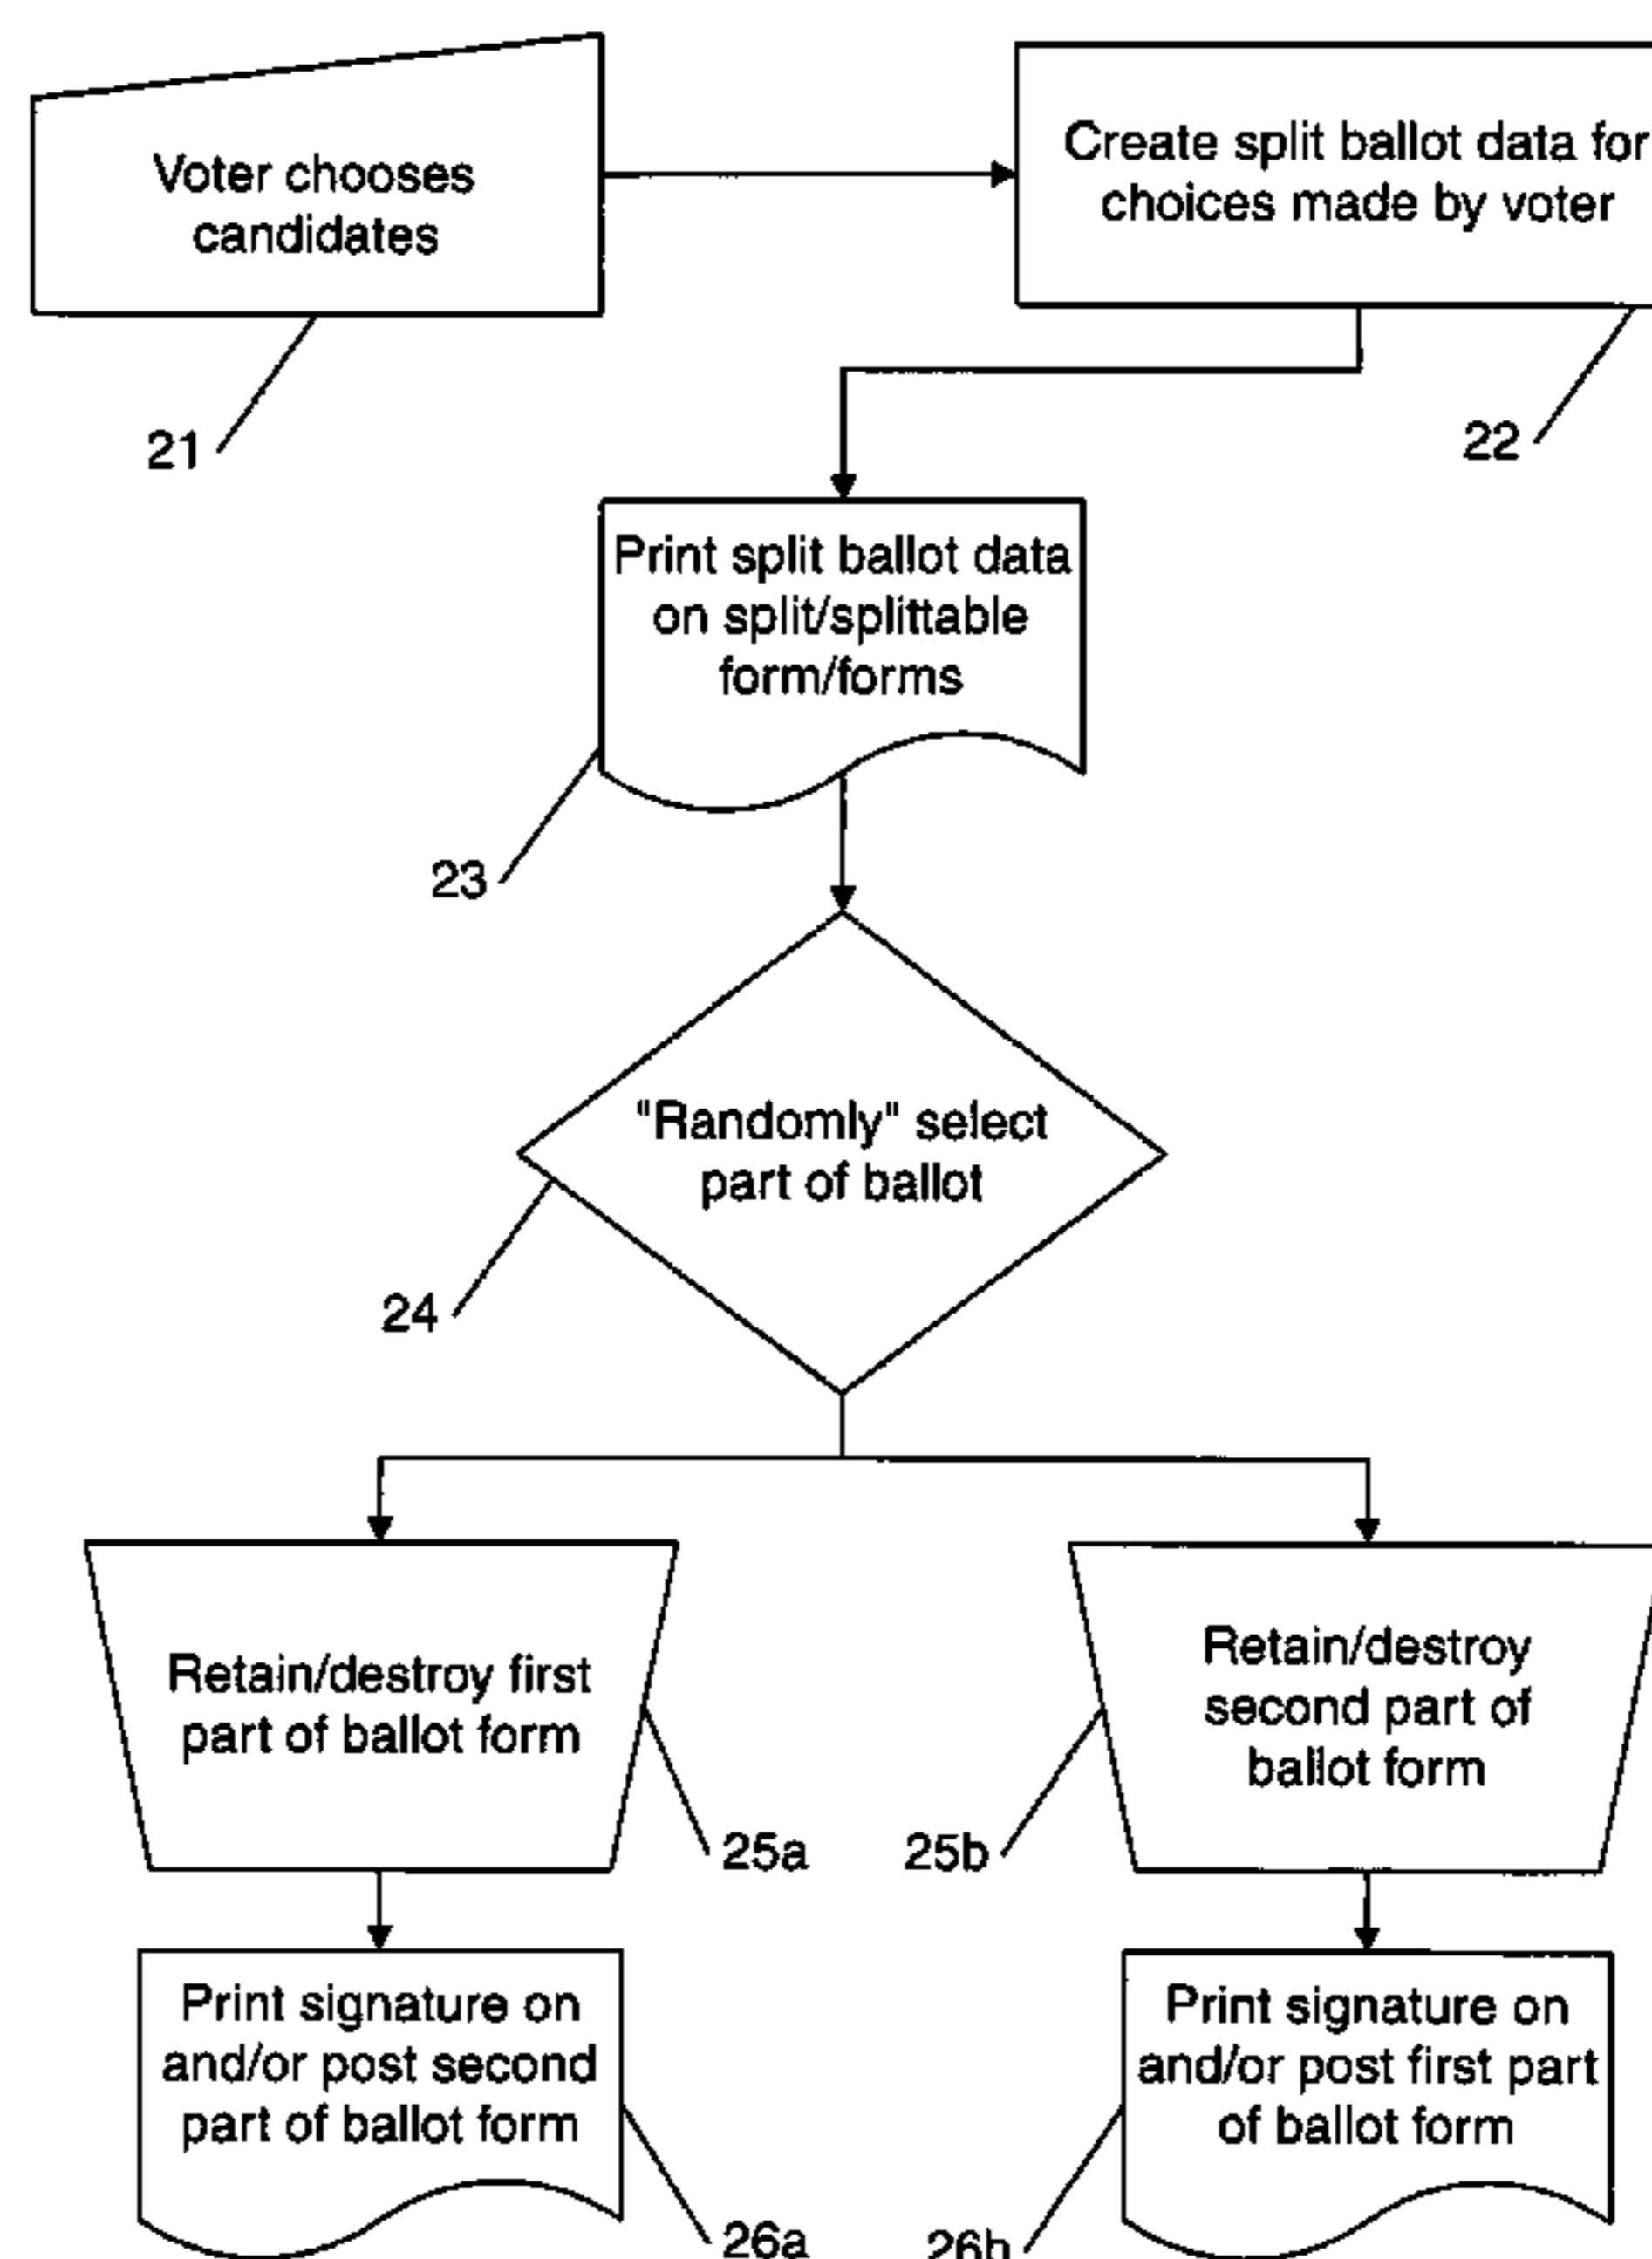 Voter chooses
candidates
Create split ballot data for
choices made by voter
21
22
Print split ballot data
on split/splittable
form/forms
23
"Randomly" select
part of ballot
24
Retain/destroy first
part of ballot form
Retain/destroy
second part of
ballot form
25a
25b
Print signature on
and/or post second
part of ballot form
Print signature on
and/or post first part
of ballot form
26a
26b